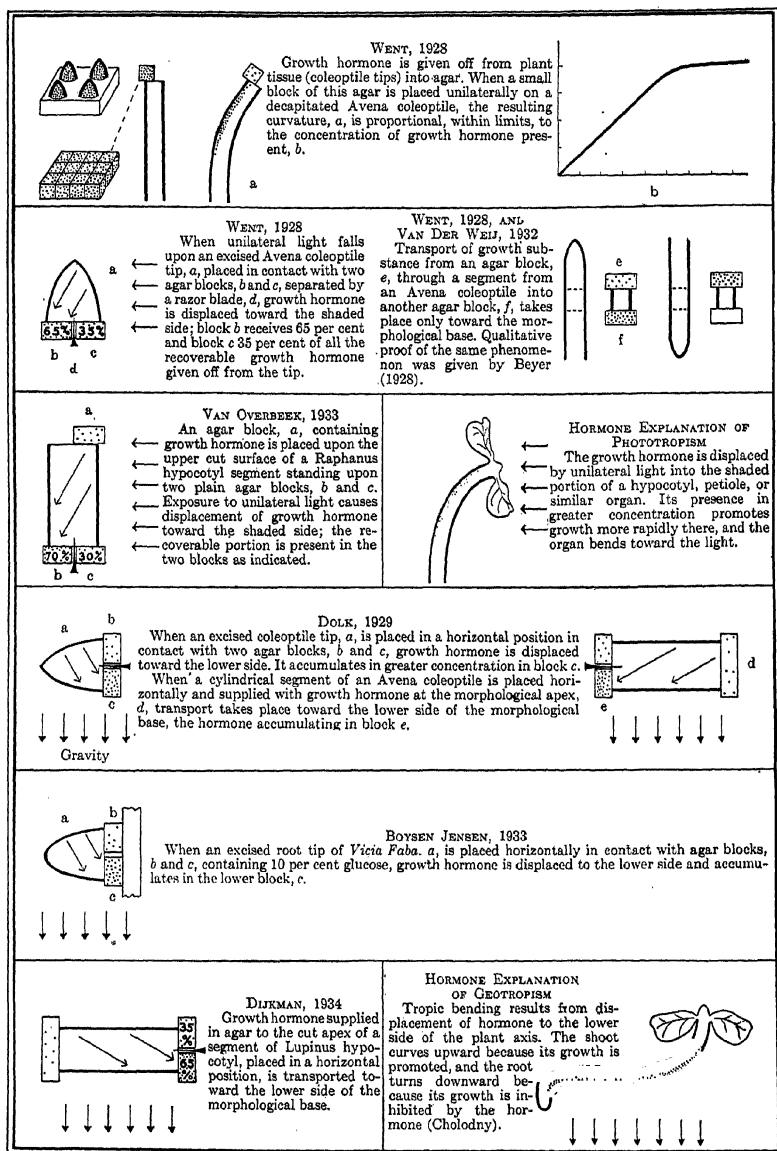 WENT, 1928
Growth hormone is given off from plant
tissue (coleoptile tips) into agar. When a small
block of this agar is placed unilaterally on a
decapitated Avena coleoptile, the resulting
curvature, a, is proportional, within limits, to
the concentration of growth hormone pres-
ent, b.
a
b
WENT, 1928
When unilateral light falls
upon an excised Avena coleoptile
tip, a, placed in contact with two
agar blocks, b and c, separated by
a razor blade, d, growth hormone
is displaced toward the shaded
side; block b receives 65 per cent
and block c 35 per cent of all the
recoverable growth hormone
given off from the tip.
a
65% 35%
b c
d
WENT, 1928, AND
VAN DER WEIJ, 1932
Transport of growth sub-
stance from an agar block,
e, through a segment from
an Avena coleoptile into
another agar block, f, takes
place only toward the mor-
phological base. Qualitative
proof of the same phenome-
non was given by Beyer
(1928).
e
f
VAN OVERBEEK, 1933
An agar block, a, containing
growth hormone is placed upon the
upper cut surface of a Raphanus
hypocotyl segment standing upon
two plain agar blocks, b and c.
Exposure to unilateral light causes
displacement of growth hormone
toward the shaded side; the re-
coverable portion is present in the
two blocks as indicated.
a
70% 30%
b c
HORMONE EXPLANATION OF
PHOTOTROPISM
The growth hormone is displaced
by unilateral light into the shaded
portion of a hypocotyl, petiole, or
similar organ. Its presence in
greater concentration promotes
growth more rapidly there, and the
organ bends toward the light.
DOLK, 1929
When an excised coleoptile tip, a, is placed in a horizontal position in
contact with two agar blocks, b and c, growth hormone is displaced
toward the lower side. It accumulates in greater concentration in block c.
When a cylindrical segment of an Avena coleoptile is placed hori-
zontally and supplied with growth hormone at the morphological apex,
d, transport takes place toward the lower side of the morphological
base, the hormone accumulating in block e.
a
b
c
Gravity
d
e
BOYSEN JENSEN, 1933
When an excised root tip of Vicia Faba. a, is placed horizontally in contact with agar blocks,
b and c, containing 10 per cent glucose, growth hormone is displaced to the lower side and accumu-
lates in the lower block, c.
a
b
c
DIJKMAN, 1934
Growth hormone supplied
in agar to the cut apex of a
segment of Lupinus hypo-
cotyl, placed in a horizontal
position, is transported to-
ward the lower side of the
morphological base.
35
%
65
%
HORMONE EXPLANATION
OF GEOTROPISM
Tropic bending results from dis-
placement of hormone to the lower
side of the plant axis. The shoot
curves upward because its growth is
promoted, and the root
turns downward be-
cause its growth is in-
hibited by the hor-
mone (Cholodny).